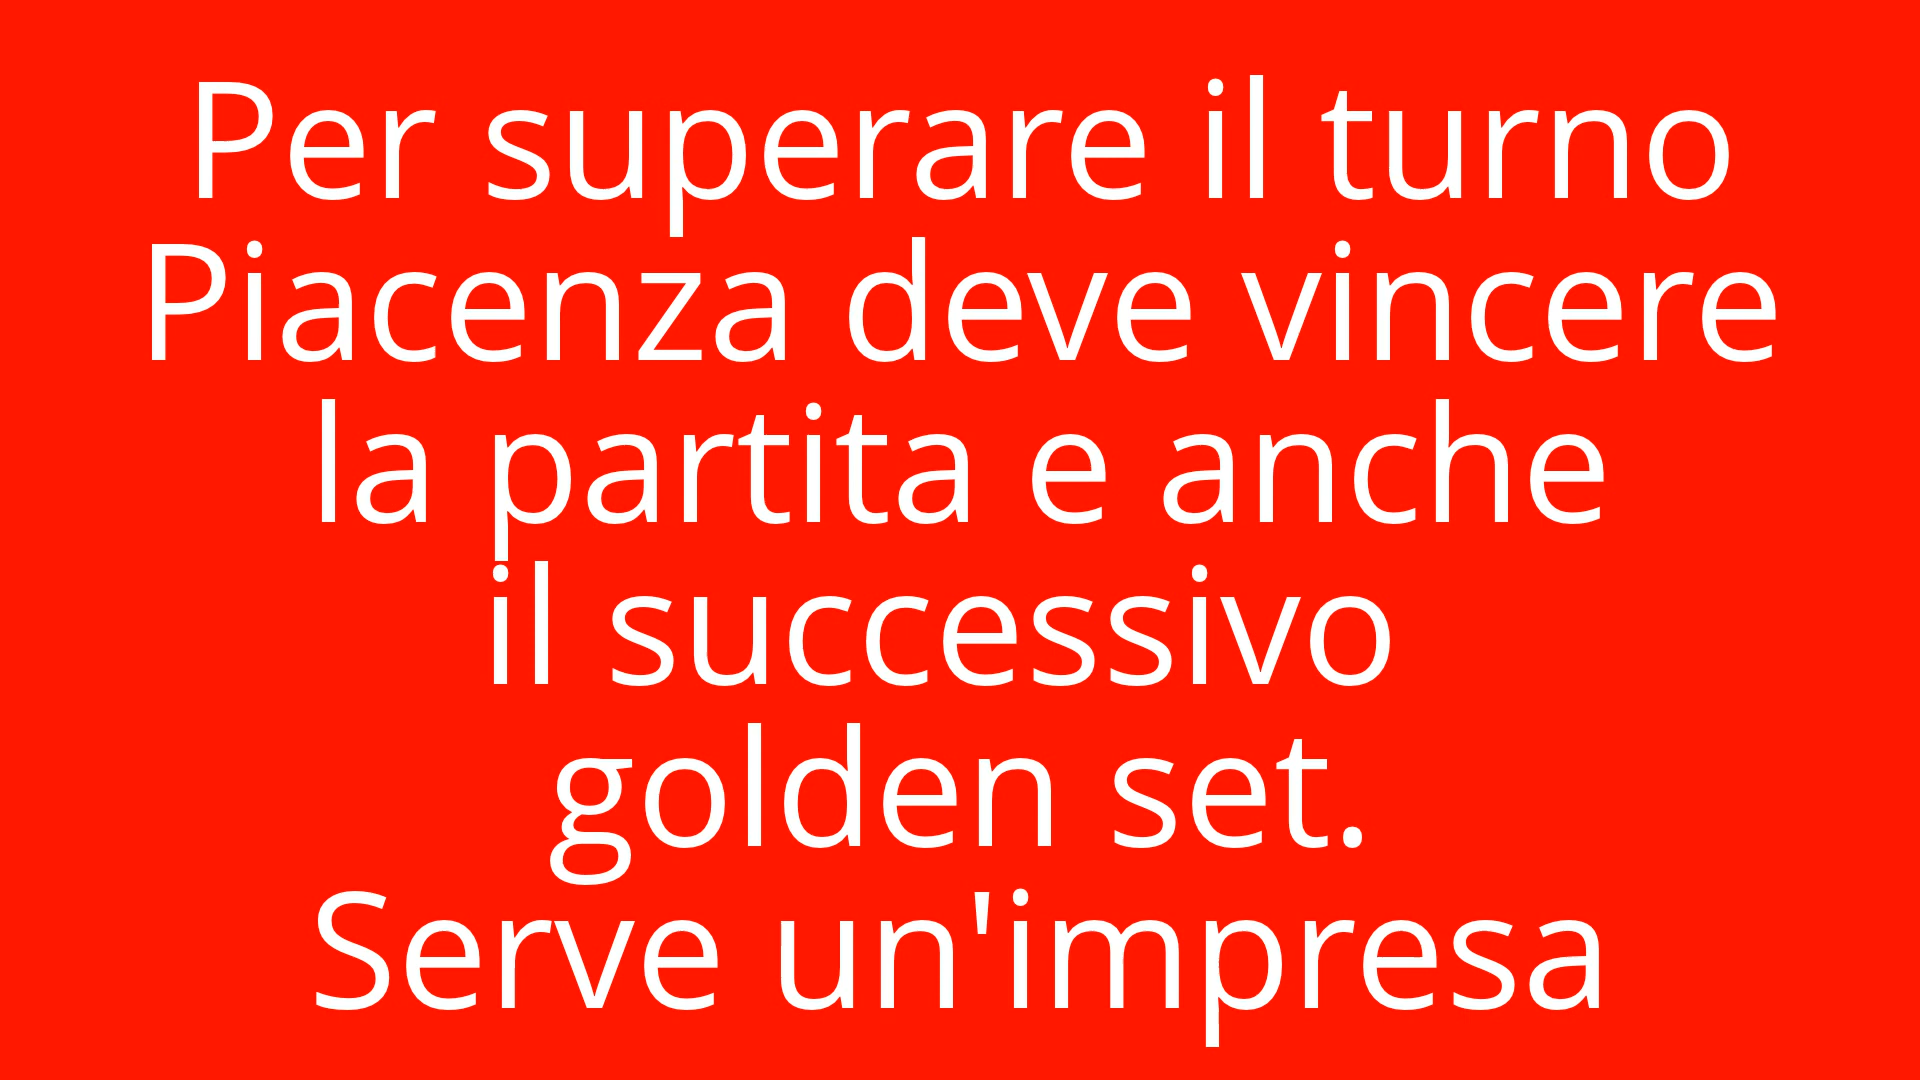 Per superare il turno
Piacenza deve vincere
la partita e anche
il successivo
golden set.
Serve un'impresa